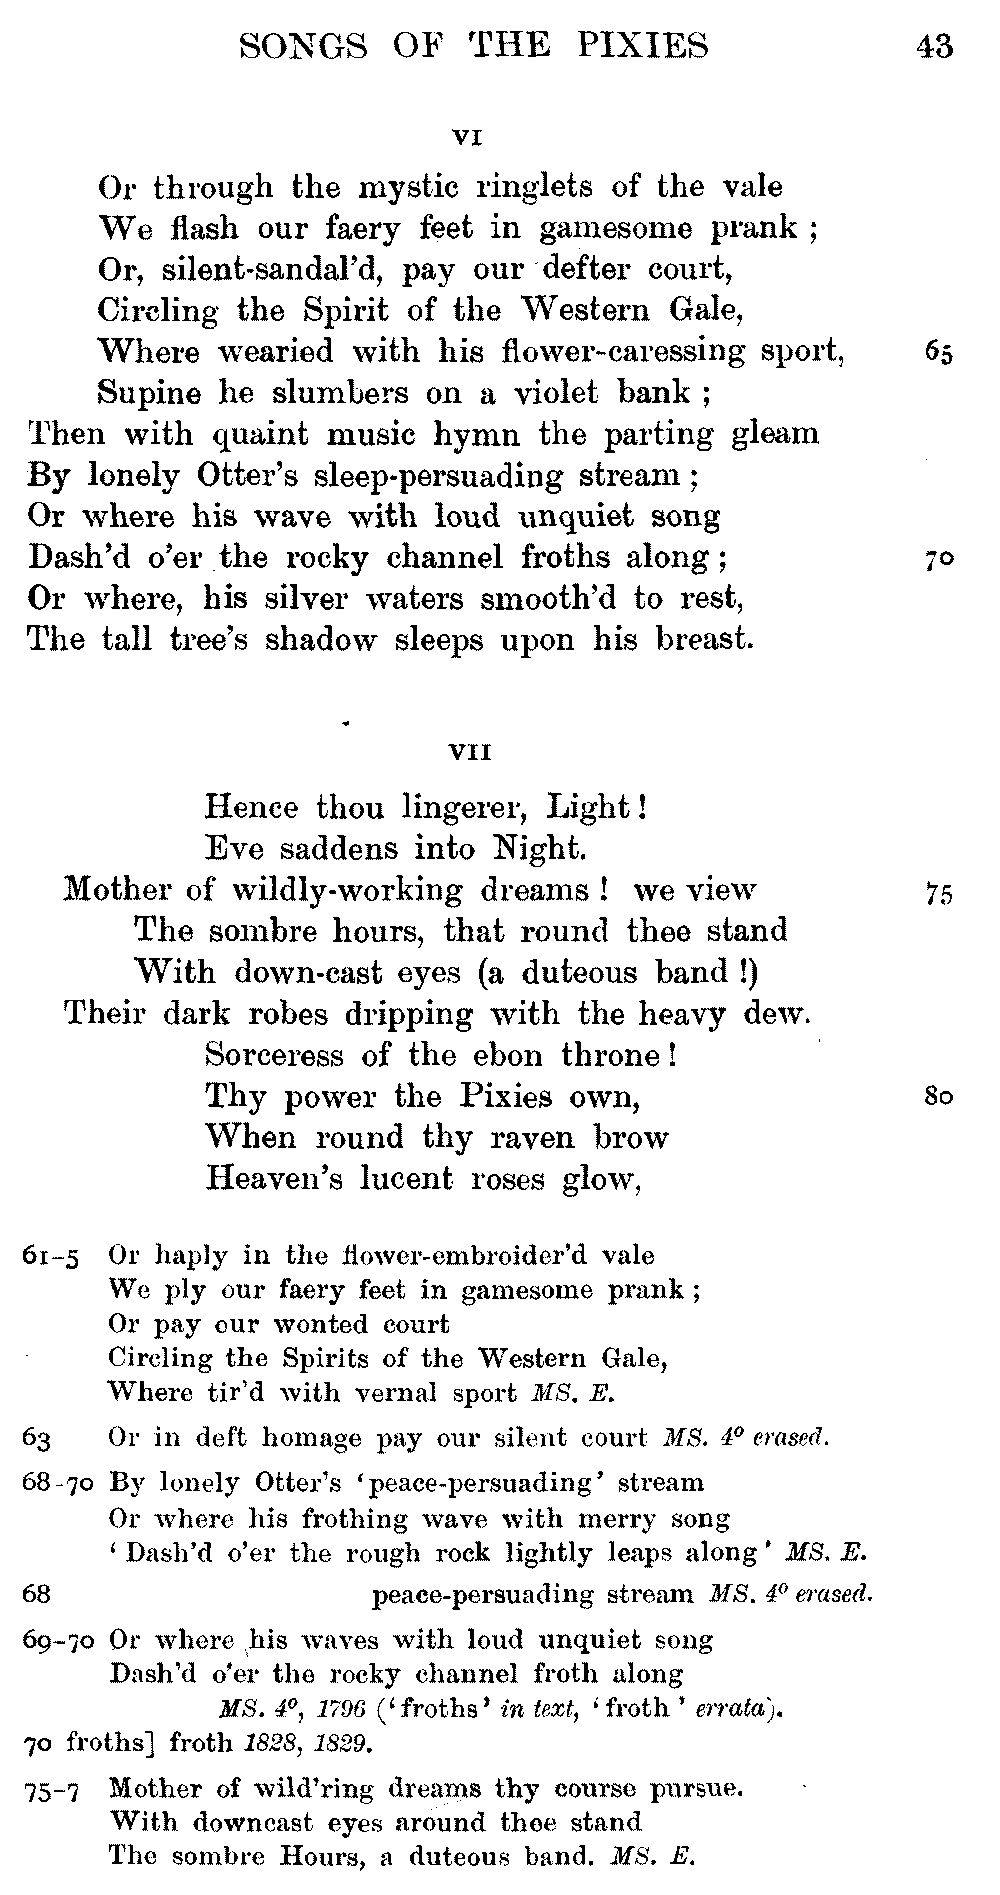 SONGS OF THE PIXIES 43
VI
Or through the mystic ringlets of the vale
We flash our faery feet in gamesome prank ;
Or, silent-sandal'd, pay our defter court,
Circling the Spirit of the Western Gale,
Where wearied with his flower-caressing sport, 65
Supine he slumbers on a violet bank ;
Then with quaint music hymn the parting gleam
By lonely Otter's sleep-persuading stream ;
Or where his wave with loud unquiet song
Dash'd o'er the rocky channel froths along ; 70
Or where, his silver waters smooth'd to rest,
The tall tree's shadow sleeps upon his breast.
VII
Hence thou lingerer, Light !
Eve saddens into Night.
Mother of wildly-working dreams ! we view 75
The sombre hours, that round thee stand
With down-cast eyes (a duteous band !)
Their dark robes dripping with the heavy dew.
Sorceress of the ebon throne !
Thy power the Pixies own, 80
When round thy raven brow
Heaven's lucent roses glow,
61-5 Or haply in the flower-embroider'd vale
We ply our faery feet in gamesome prank ;
Or pay our wonted court
Circling the Spirits of the Western Gale,
Where tir'd with vernal sport MS. E.
63 Or in deft homage pay our silent court MS. 4º erased.
68-70 By lonely Otter's 'peace-persuading' stream
Or where his frothing wave with merry song
'Dash'd o'er the rough rock lightly leaps along' MS. E.
68 peace-persuading stream MS. 4º erased.
69-70 Or where his waves with loud unquiet song
Dash'd o'er the rocky channel froth along
MS. 4º, 1796 ('froths' in text, 'froth' errata).
70 froths] froth 1828, 1829.
75-7 Mother of wild'ring dreams thy course pursue.
With downcast eyes around thee stand
The sombre Hours, a duteous band. MS. E.